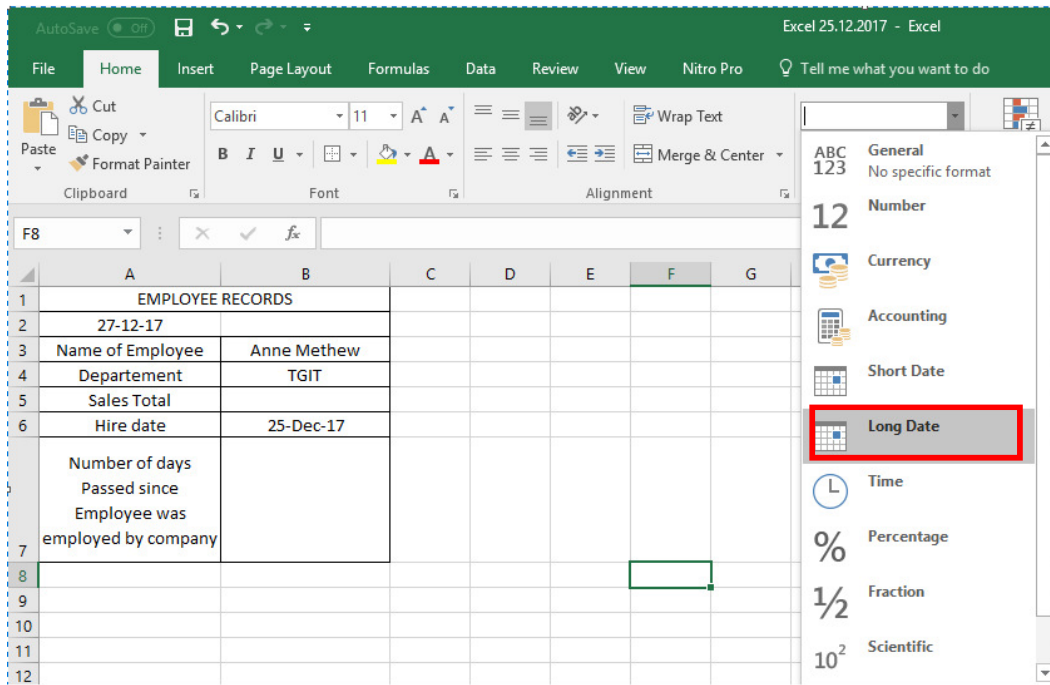 AutoSave Off Excel 25.12.2017 - Excel
File Home Insert Page Layout Formulas Data Review View Nitro Pro Tell me what you want to do
Paste
Cut
Copy
Format Painter
Clipboard
Calibri 11 A A
B I U A
Font
Wrap Text
Merge & Center
Alignment
ABC 123 General
No specific format
12 Number
Currency
Accounting
Short Date
Long Date
Time
% Percentage
½ Fraction
10² Scientific
F8 fx
A B C D E F G
1 EMPLOYEE RECORDS
2 27-12-17
3 Name of Employee Anne Methew
4 Departement TGIT
5 Sales Total
6 Hire date 25-Dec-17
7 Number of days
Passed since
Employee was
employed by company
8
9
10
11
12